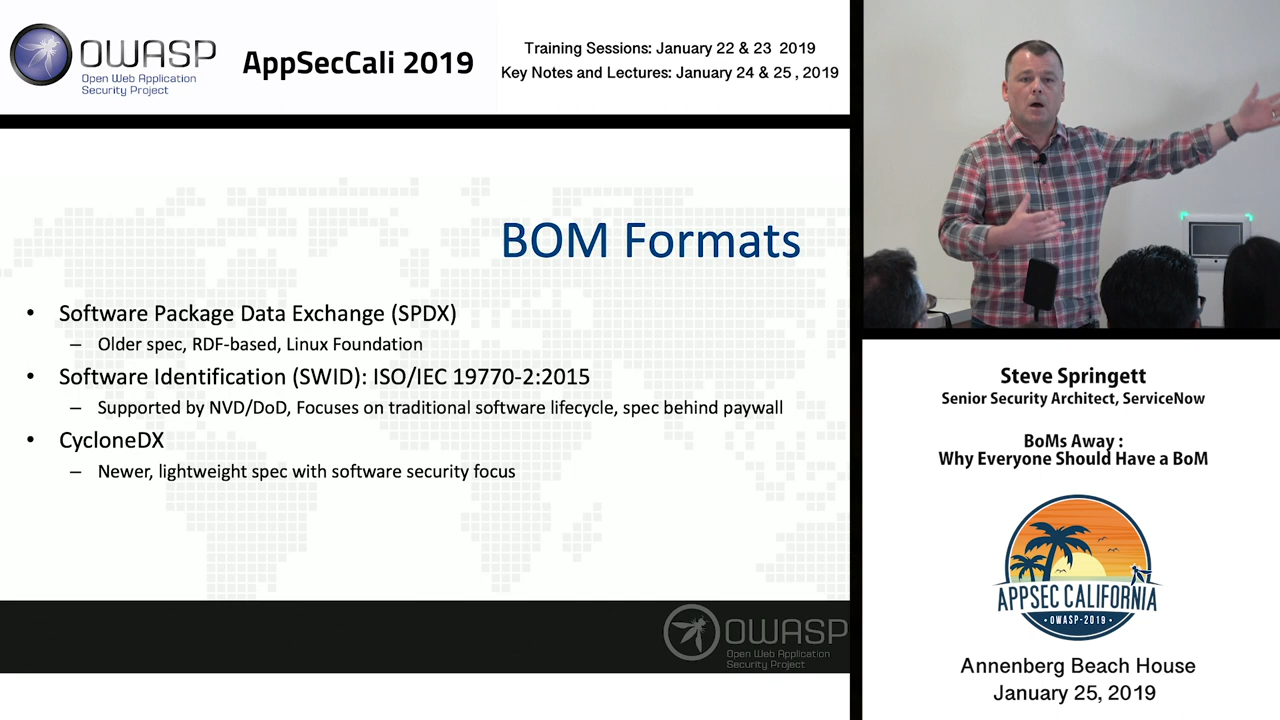 OWASP
Open Web Application
Security Project
AppSecCali 2019
Training Sessions: January 22 & 23 2019
Key Notes and Lectures: January 24 & 25 , 2019
BOM Formats
• Software Package Data Exchange (SPDX)
– Older spec, RDF-based, Linux Foundation
• Software Identification (SWID): ISO/IEC 19770-2:2015
– Supported by NVD/DoD, Focuses on traditional software lifecycle, spec behind paywall
• CycloneDX
– Newer, lightweight spec with software security focus
OWASP
Open Web Application
Security Project
Steve Springett
Senior Security Architect, ServiceNow
BoMs Away :
Why Everyone Should Have a BoM
APPSEC CALIFORNIA
• OWASP-2019 •
Annenberg Beach House
January 25, 2019